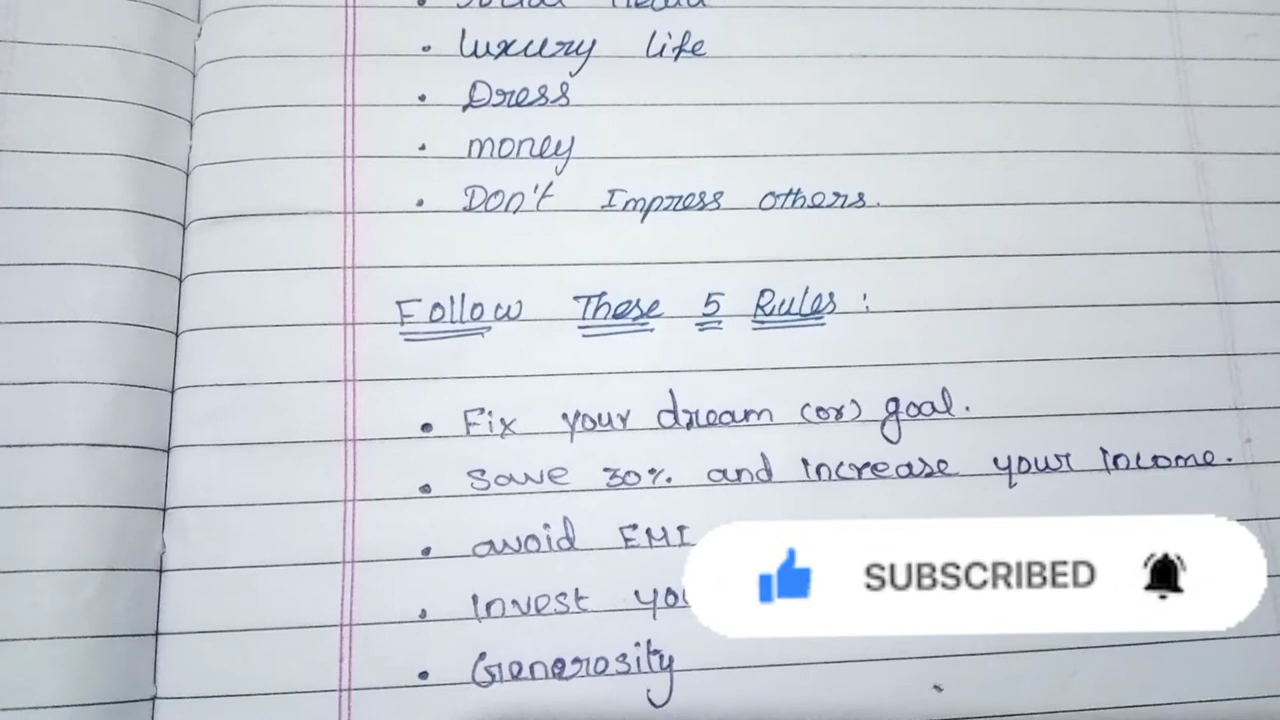 • Luxury life
• Dress
• money
• Don't Impress others.
Follow These 5 Rules :
• Fix your dream (or) goal.
• Save 30% and increase your income.
• avoid EMI
• Invest
SUBSCRIBED
• Generosity